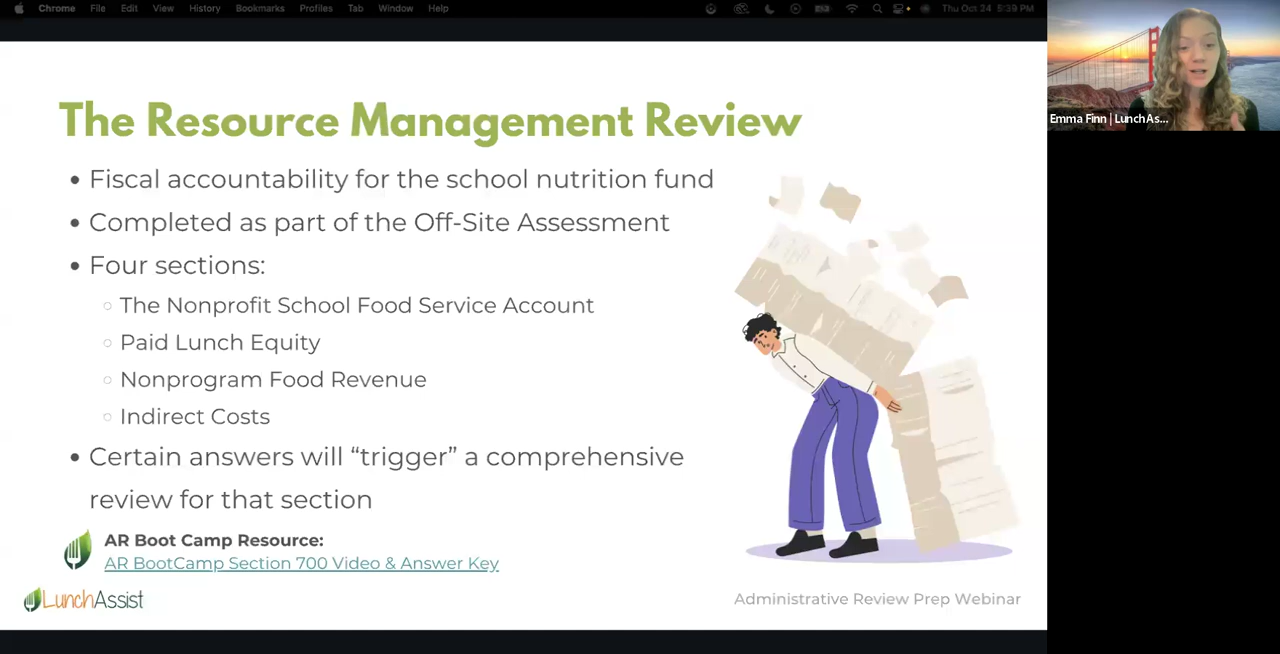 Chrome File Edit View History Bookmarks Profiles Tab Window Help
Thu Oct 24 5:39 PM
Emma Finn | LunchAs...
The Resource Management Review
• Fiscal accountability for the school nutrition fund
• Completed as part of the Off-Site Assessment
• Four sections:
○ The Nonprofit School Food Service Account
○ Paid Lunch Equity
○ Nonprogram Food Revenue
○ Indirect Costs
• Certain answers will “trigger” a comprehensive
review for that section
AR Boot Camp Resource:
AR BootCamp Section 700 Video & Answer Key
LunchAssist
Administrative Review Prep Webinar